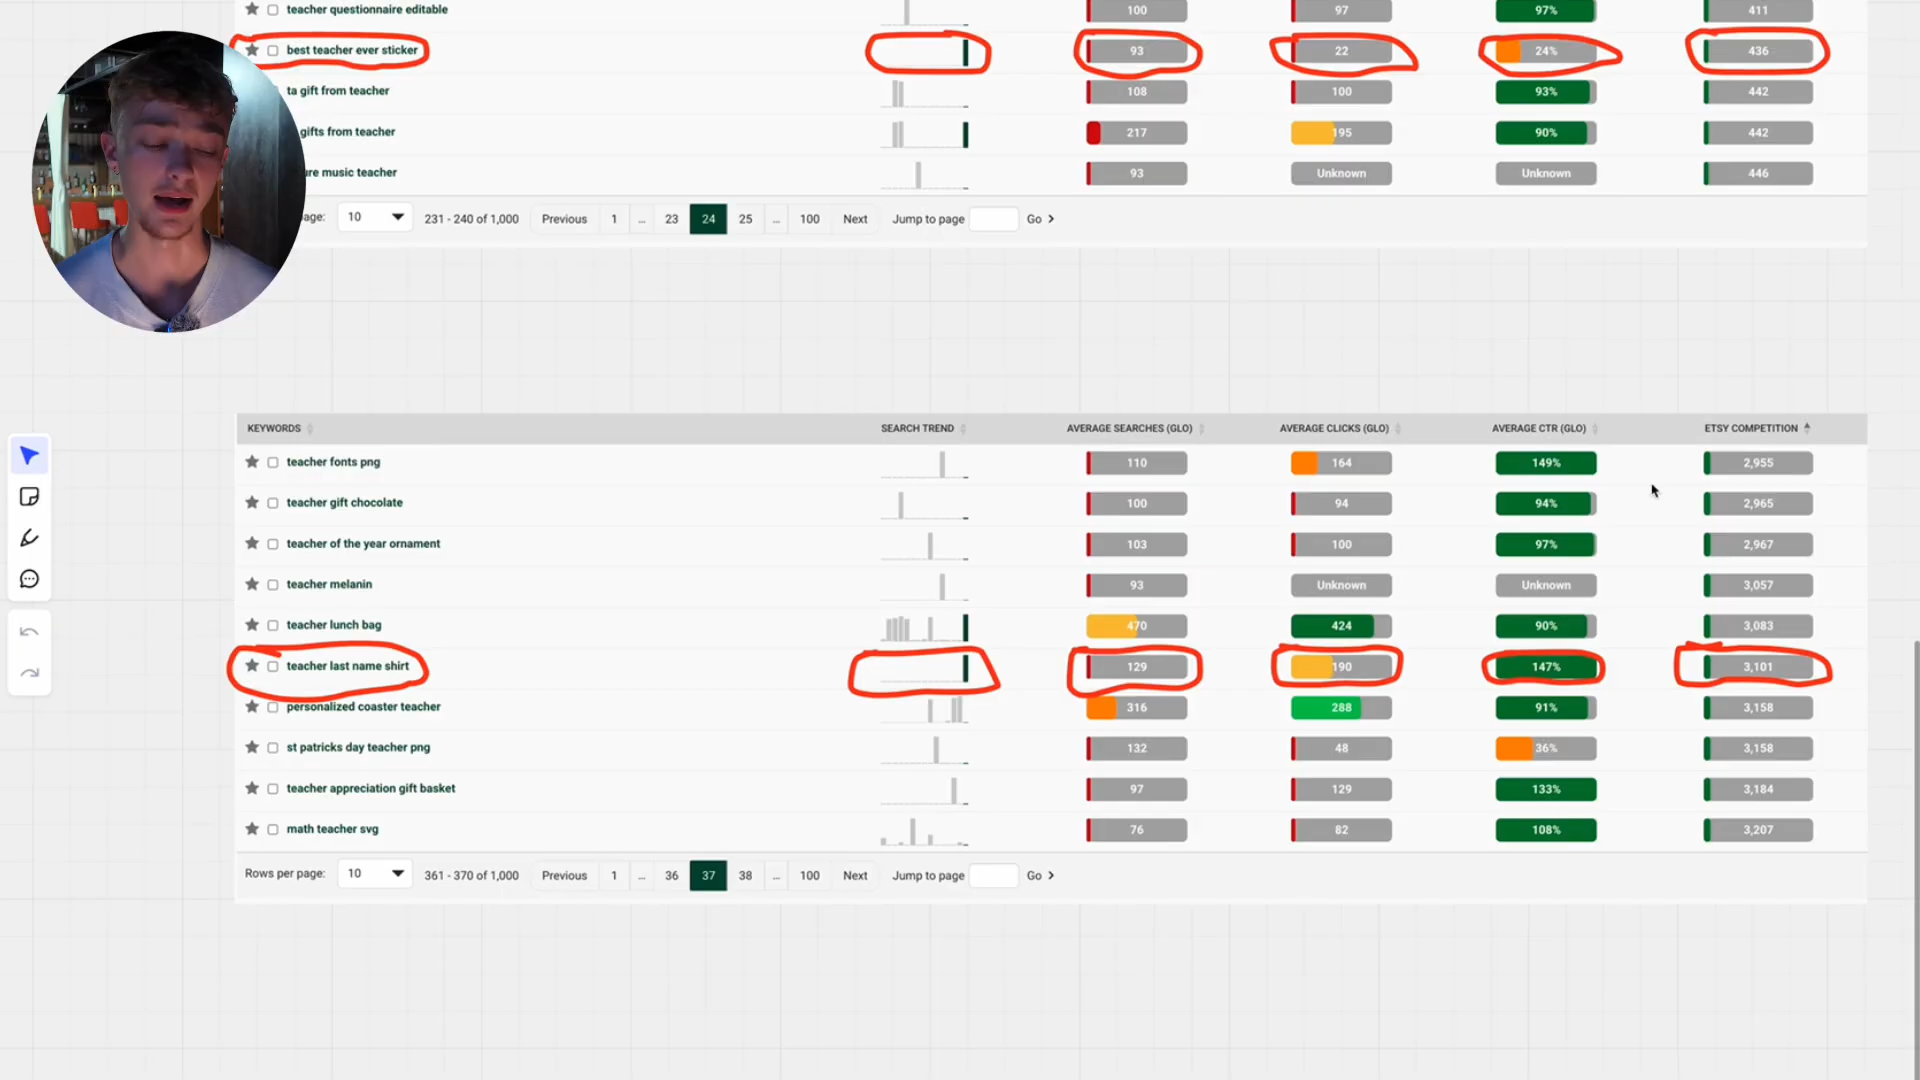 teacher questionnaire editable 100 97 97% 411
best teacher ever sticker 93 22 24% 436
ta gift from teacher 108 100 93% 442
gifts from teacher 217 195 90% 442
ure music teacher 93 Unknown Unknown 446
age: 10 231 - 240 of 1,000 Previous 1 ... 23 24 25 ... 100 Next Jump to page Go >
KEYWORDS SEARCH TREND AVERAGE SEARCHES (GLO) AVERAGE CLICKS (GLO) AVERAGE CTR (GLO) ETSY COMPETITION
teacher fonts png 110 164 149% 2,955
teacher gift chocolate 100 94 94% 2,965
teacher of the year ornament 103 100 97% 2,967
teacher melanin 93 Unknown Unknown 3,057
teacher lunch bag 470 424 90% 3,083
teacher last name shirt 129 190 147% 3,101
personalized coaster teacher 316 288 91% 3,158
st patricks day teacher png 132 48 36% 3,158
teacher appreciation gift basket 97 129 133% 3,184
math teacher svg 76 82 108% 3,207
Rows per page: 10 361 - 370 of 1,000 Previous 1 ... 36 37 38 ... 100 Next Jump to page Go >